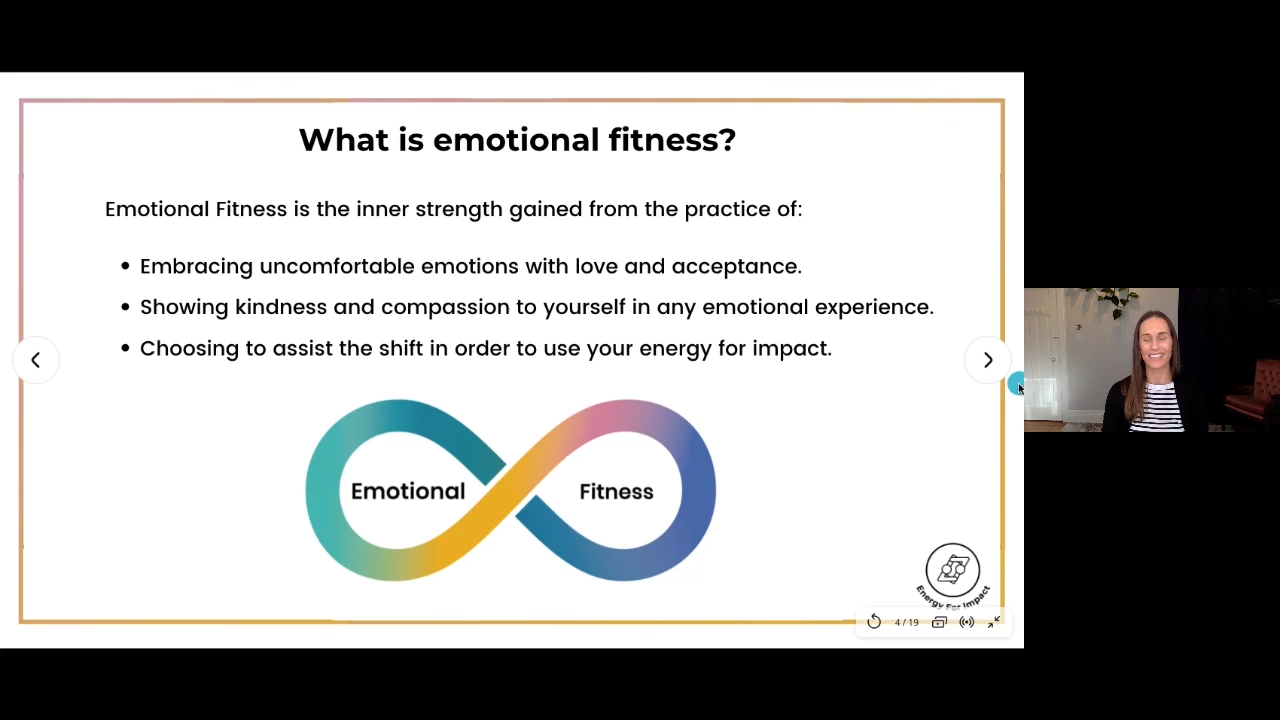 What is emotional fitness?
Emotional Fitness is the inner strength gained from the practice of:
• Embracing uncomfortable emotions with love and acceptance.
• Showing kindness and compassion to yourself in any emotional experience.
• Choosing to assist the shift in order to use your energy for impact.
Emotional
Fitness
Energy For Impact
4 / 19